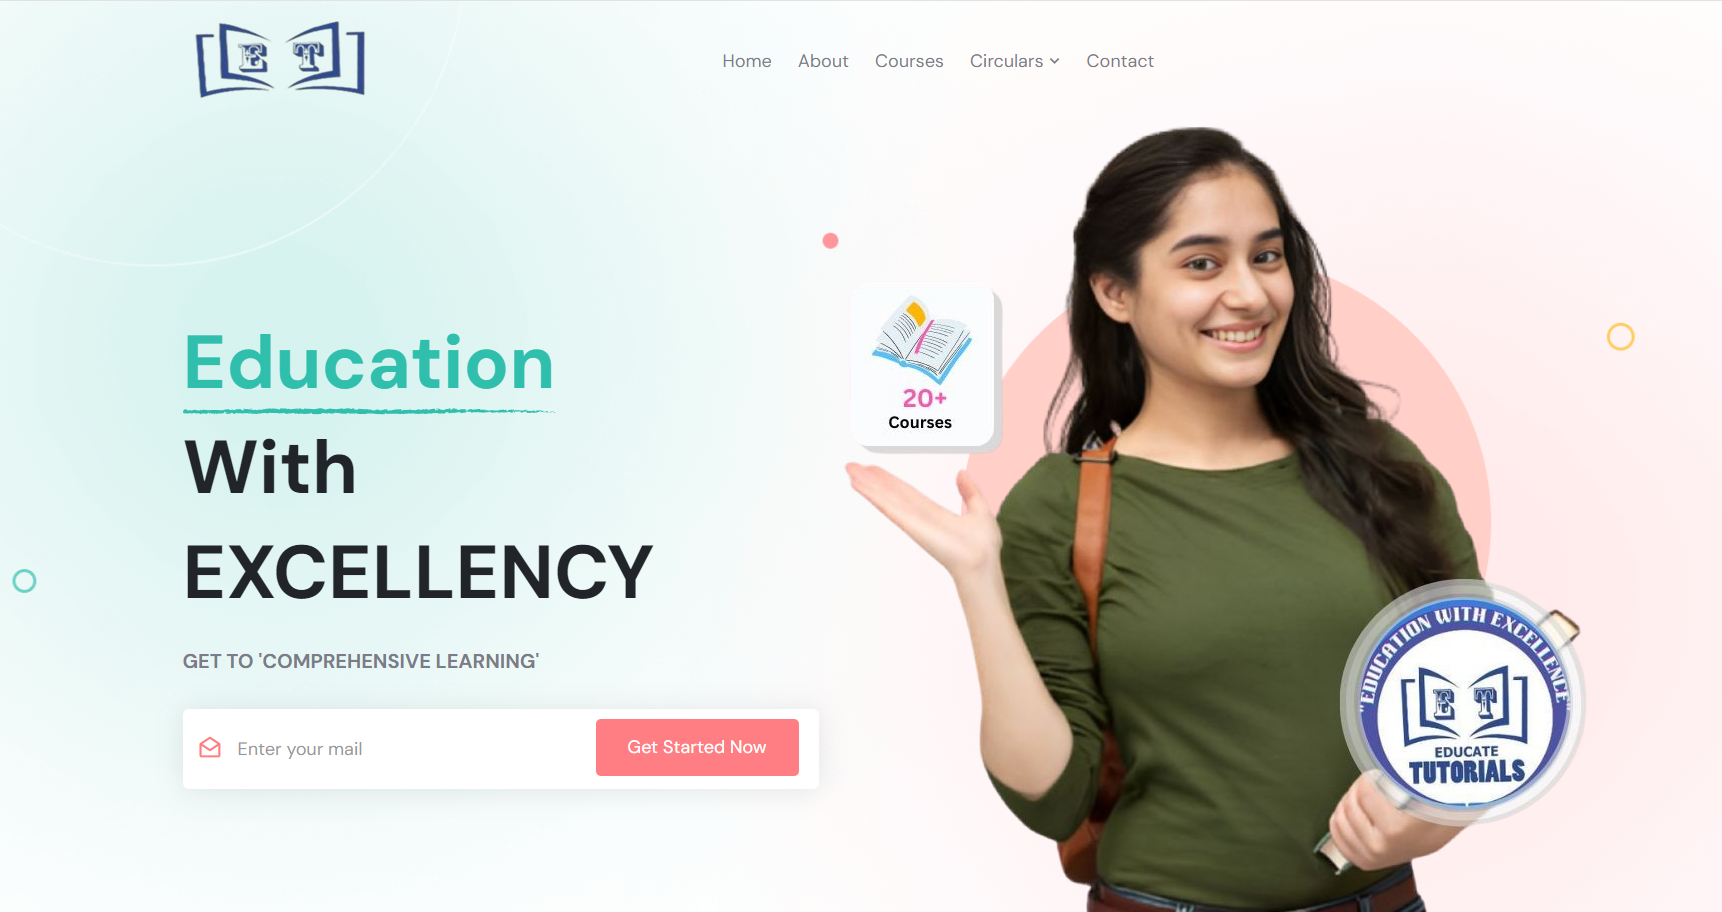 E T
Home About Courses Circulars Contact
Education
With
EXCELLENCY
GET TO 'COMPREHENSIVE LEARNING'
Enter your mail
Get Started Now
20+
Courses
"EDUCATION WITH EXCELLENCE"
E T
EDUCATE
TUTORIALS